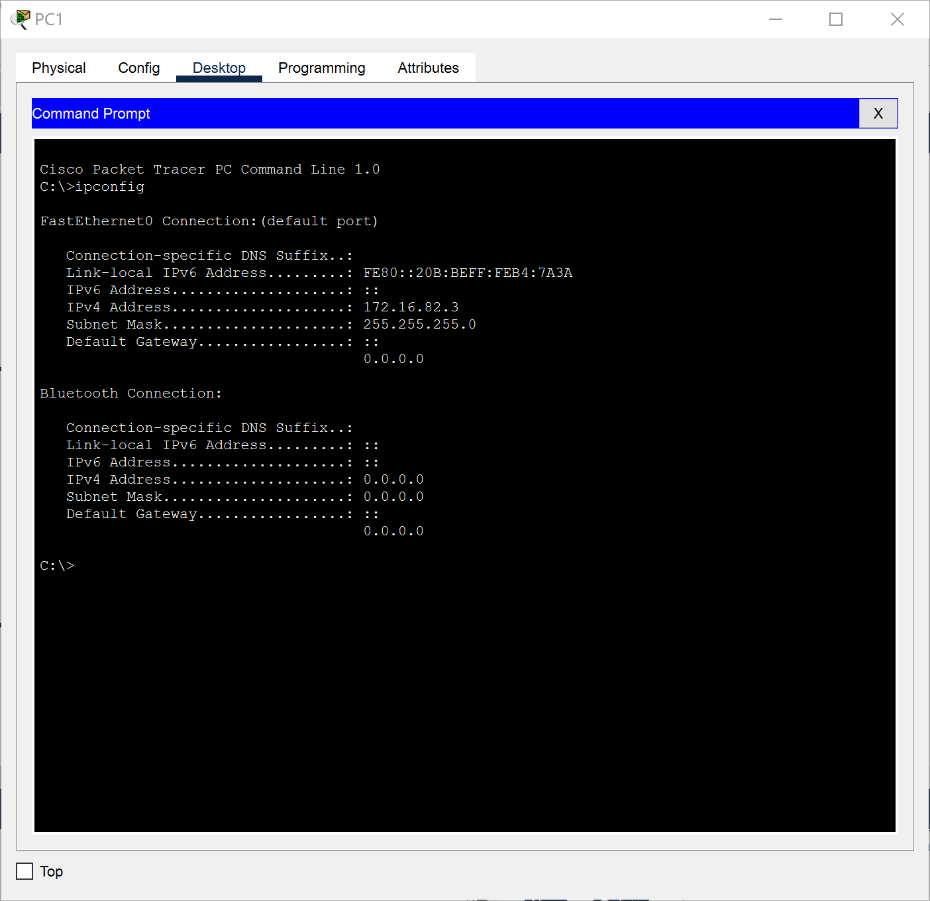 PC1
Physical Config Desktop Programming Attributes
Command Prompt X
Cisco Packet Tracer PC Command Line 1.0
C:\>ipconfig
FastEthernet0 Connection:(default port)
Connection-specific DNS Suffix..:
Link-local IPv6 Address.........: FE80::20B:BEFF:FEB4:7A3A
IPv6 Address....................: ::
IPv4 Address....................: 172.16.82.3
Subnet Mask.....................: 255.255.255.0
Default Gateway.................: ::
0.0.0.0
Bluetooth Connection:
Connection-specific DNS Suffix..:
Link-local IPv6 Address.........: ::
IPv6 Address....................: ::
IPv4 Address....................: 0.0.0.0
Subnet Mask.....................: 0.0.0.0
Default Gateway.................: ::
0.0.0.0
C:\>
Top